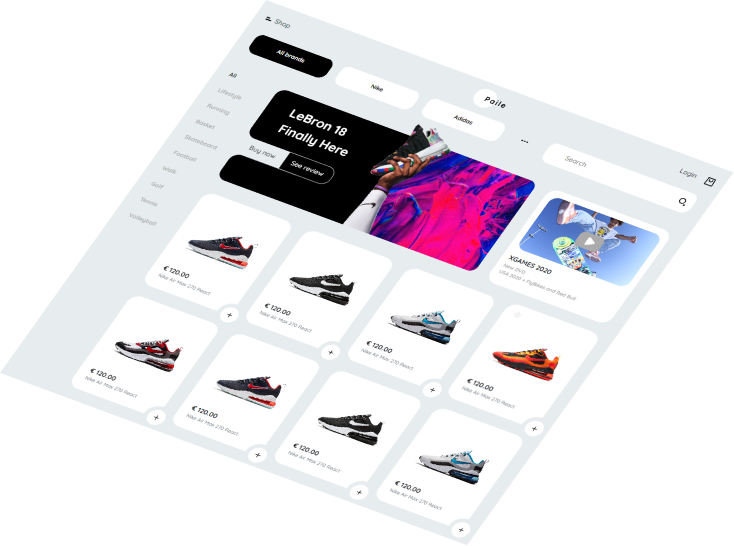 Shop
All brands
Nike
Adidas
Paile
...
Search
Login
All
Lifestyle
Running
Basket
Skateboard
Football
Walk
Golf
Tennis
Volleyball
LeBron 18
Finally Here
Buy now
See review
XGAMES 2020
New DVD
USA 2020 + FigBikes and Red Bull
€ 120.00
Nike Air Max 270 React
€ 120.00
Nike Air Max 270 React
€ 120.00
Nike Air Max 270 React
€ 120.00
Nike Air Max 270 React
€ 120.00
Nike Air Max 270 React
€ 120.00
Nike Air Max 270 React
€ 120.00
Nike Air Max 270 React
€ 120.00
Nike Air Max 270 React